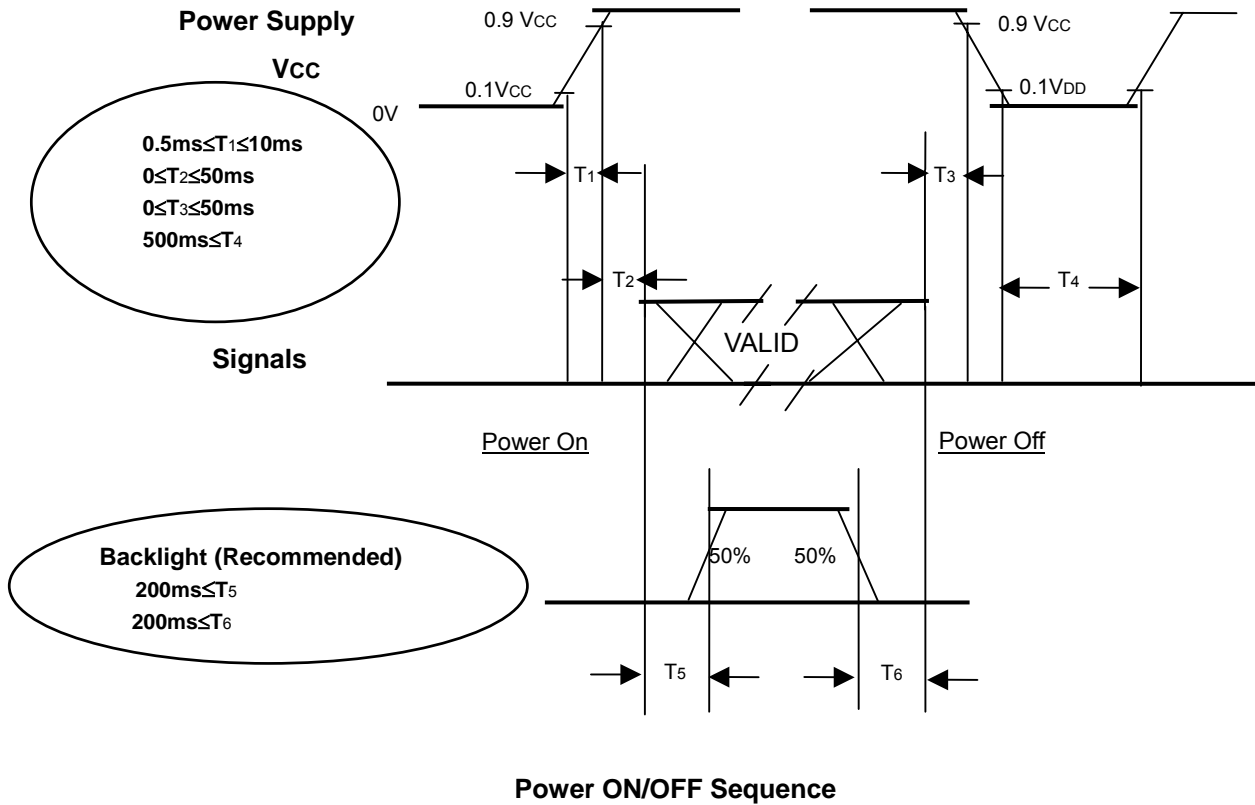 Power Supply
VCC
0.9 VCC
0.1VCC
0V
0.9 VCC
0.1VDD
0.5ms≤T1≤10ms
0≤T2≤50ms
0≤T3≤50ms
500ms≤T4
T1
T3
T2
T4
VALID
Signals
Power On
Power Off
Backlight (Recommended)
200ms≤T5
200ms≤T6
50%
50%
T5
T6
Power ON/OFF Sequence